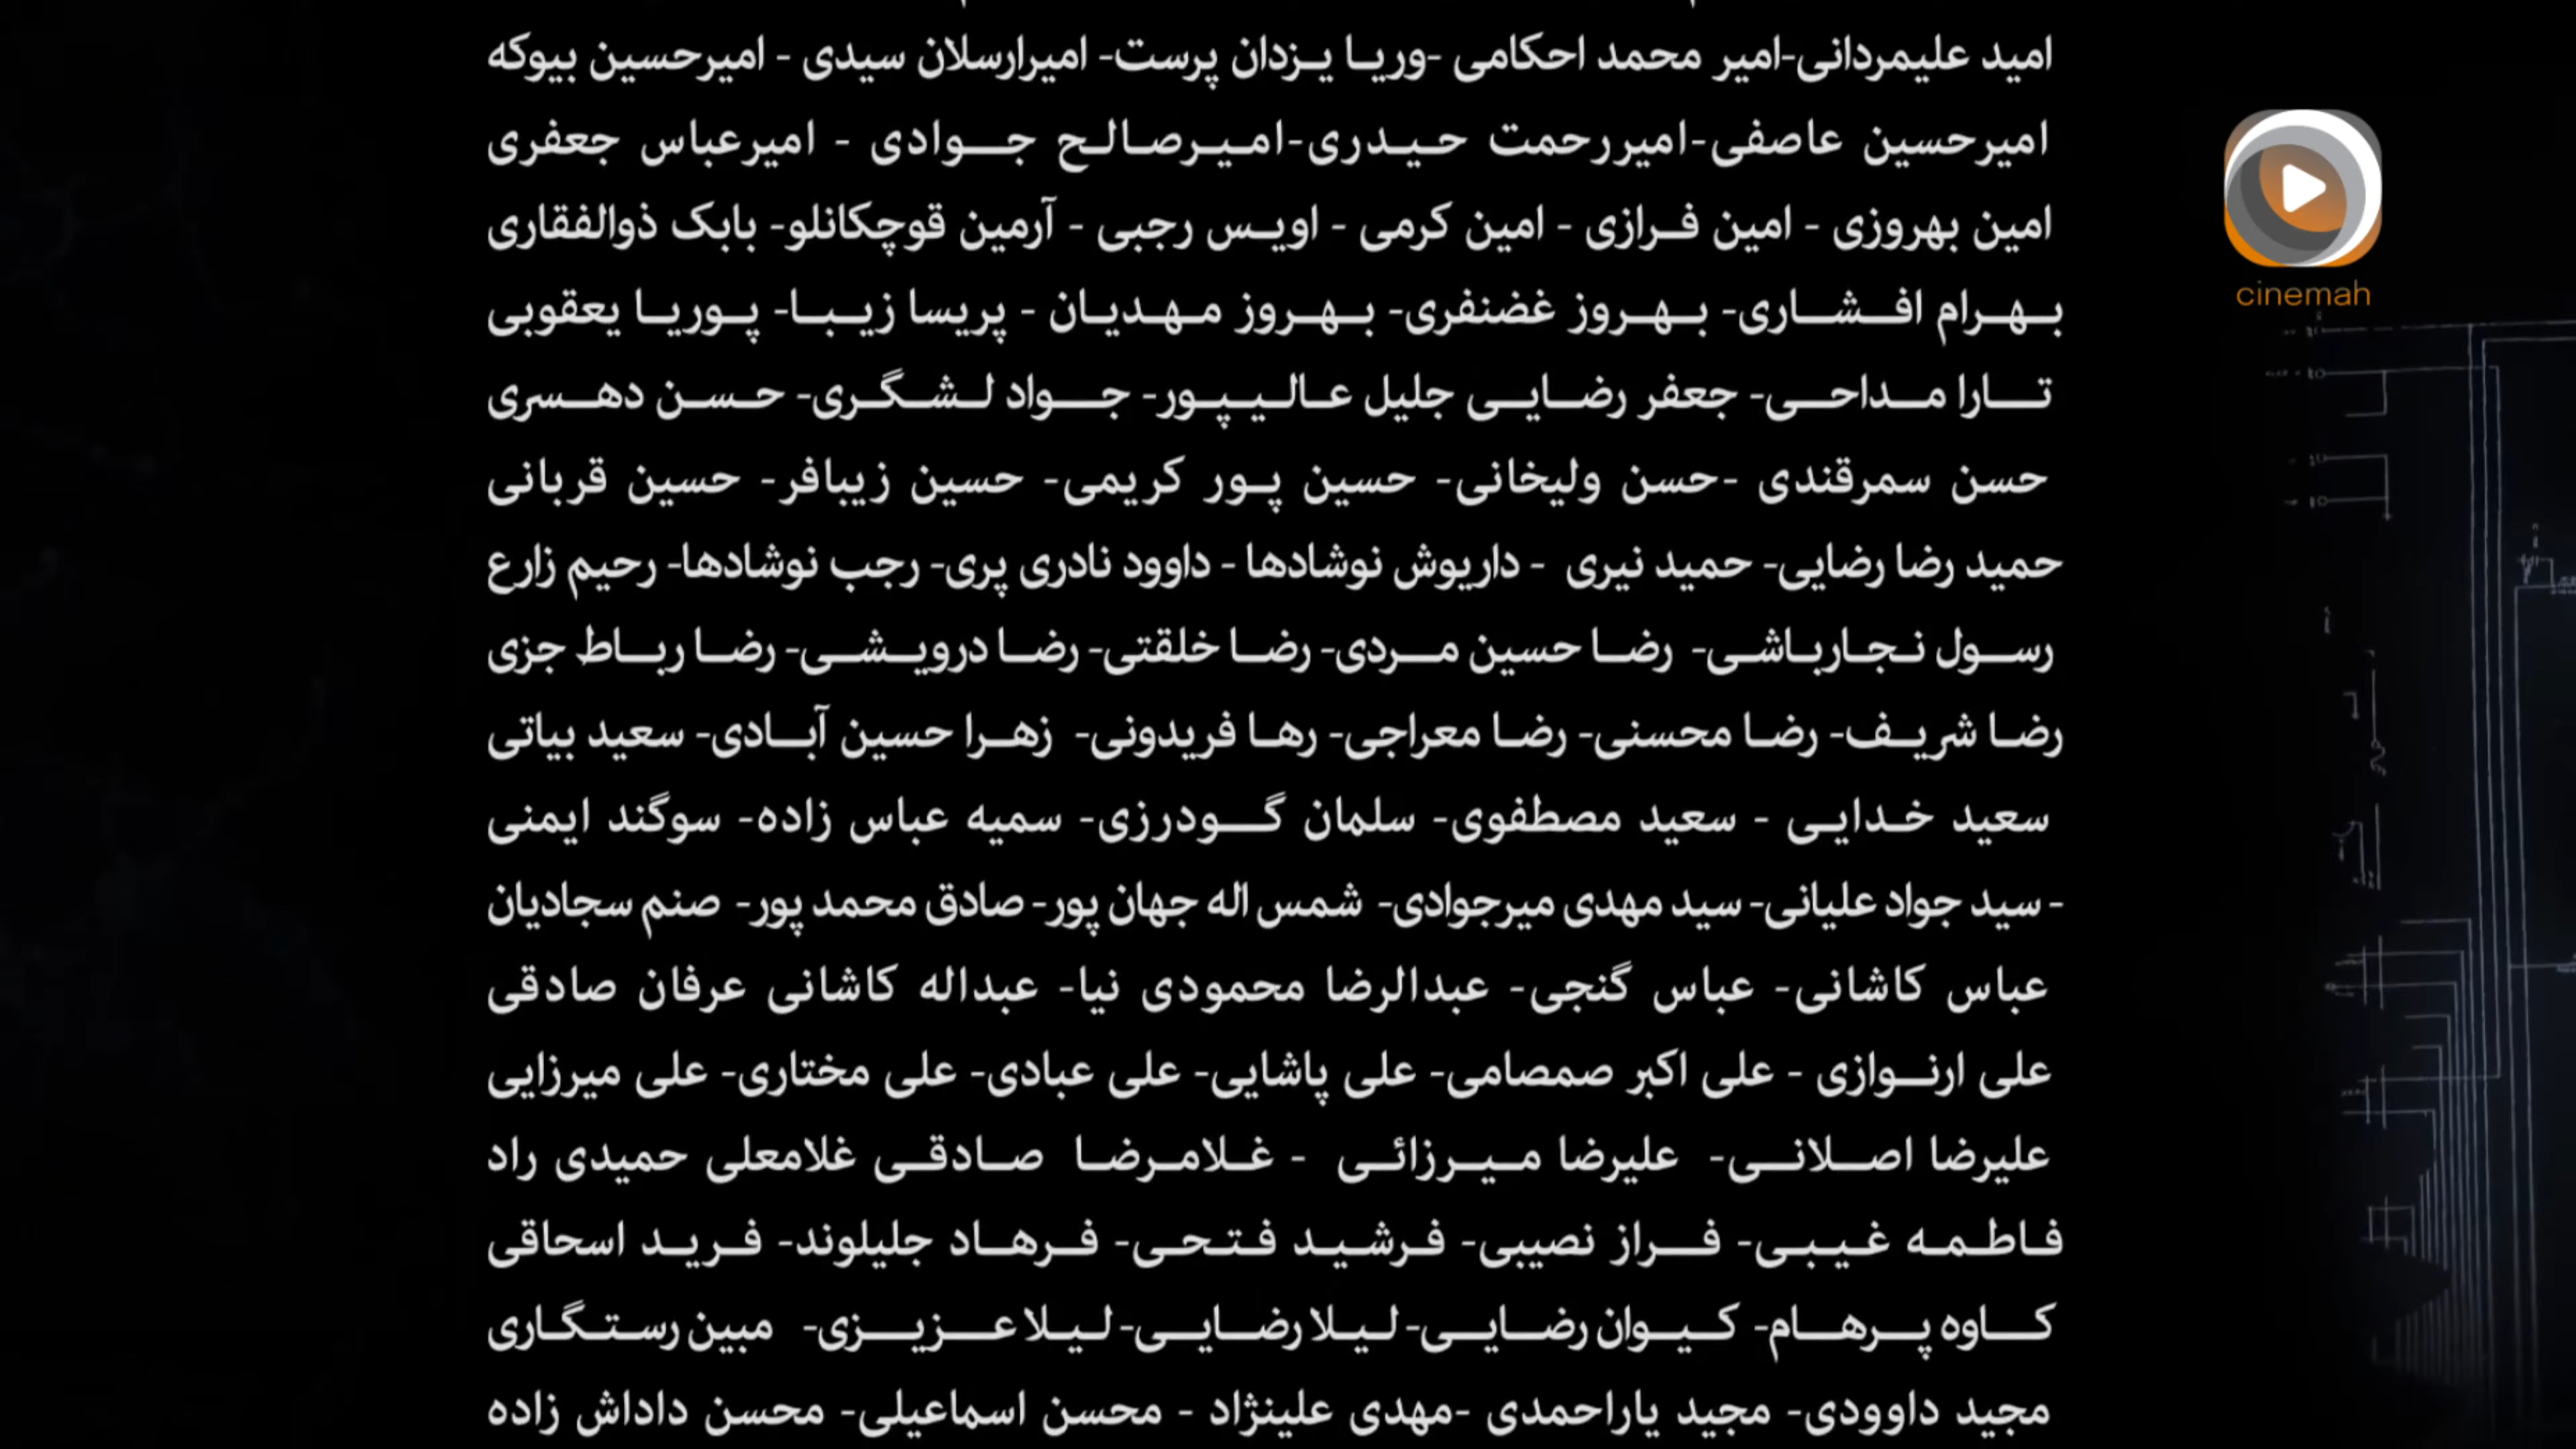 امید علیمردانی-امیر محمد احکامی -وریا یزدان پرست- امیرارسلان سیدی - امیرحسین بیوکه
امیرحسین عاصفی-امیررحمت حیدری-امیرصالح جوادی - امیرعباس جعفری
امین بهروزی - امین فرازی - امین کرمی - اویس رجبی - آرمین قوچکانلو- بابک ذوالفقاری
بهرام افشاری- بهروز غضنفری- بهروز مهدیان - پریسا زیبا- پوریا یعقوبی
تارا مداحی- جعفر رضایی جلیل عالیپور- جواد لشگری- حسن دهسری
حسن سمرقندی -حسن ولیخانی- حسین پور کریمی- حسین زیبافر- حسین قربانی
حمید رضا رضایی- حمید نیری - داریوش نوشادها - داوود نادری پری- رجب نوشادها- رحیم زارع
رسول نجارباشی- رضا حسین مردی- رضا خلقتی- رضا درویشی- رضا رباط جزی
رضا شریف- رضا محسنی- رضا معراجی- رها فریدونی- زهرا حسین آبادی- سعید بیاتی
سعید خدایی - سعید مصطفوی- سلمان گودرزی- سمیه عباس زاده- سوگند ایمنی
- سید جواد علیانی- سید مهدی میرجوادی- شمس اله جهان پور- صادق محمد پور- صنم سجادیان
عباس کاشانی- عباس گنجی- عبدالرضا محمودی نیا- عبداله کاشانی عرفان صادقی
علی ارنوازی - علی اکبر صمصامی- علی پاشایی- علی عبادی- علی مختاری- علی میرزایی
علیرضا اصلانی- علیرضا میرزائی - غلامرضا صادقی غلامعلی حمیدی راد
فاطمه غیبی- فراز نصیبی- فرشید فتحی- فرهاد جلیلوند- فرید اسحاقی
کاوه پرهام- کیوان رضایی- لیلا رضایی- لیلا عزیزی- مبین رستگاری
مجید داوودی- مجید یاراحمدی -مهدی علینژاد - محسن اسماعیلی- محسن داداش زاده
cinemah